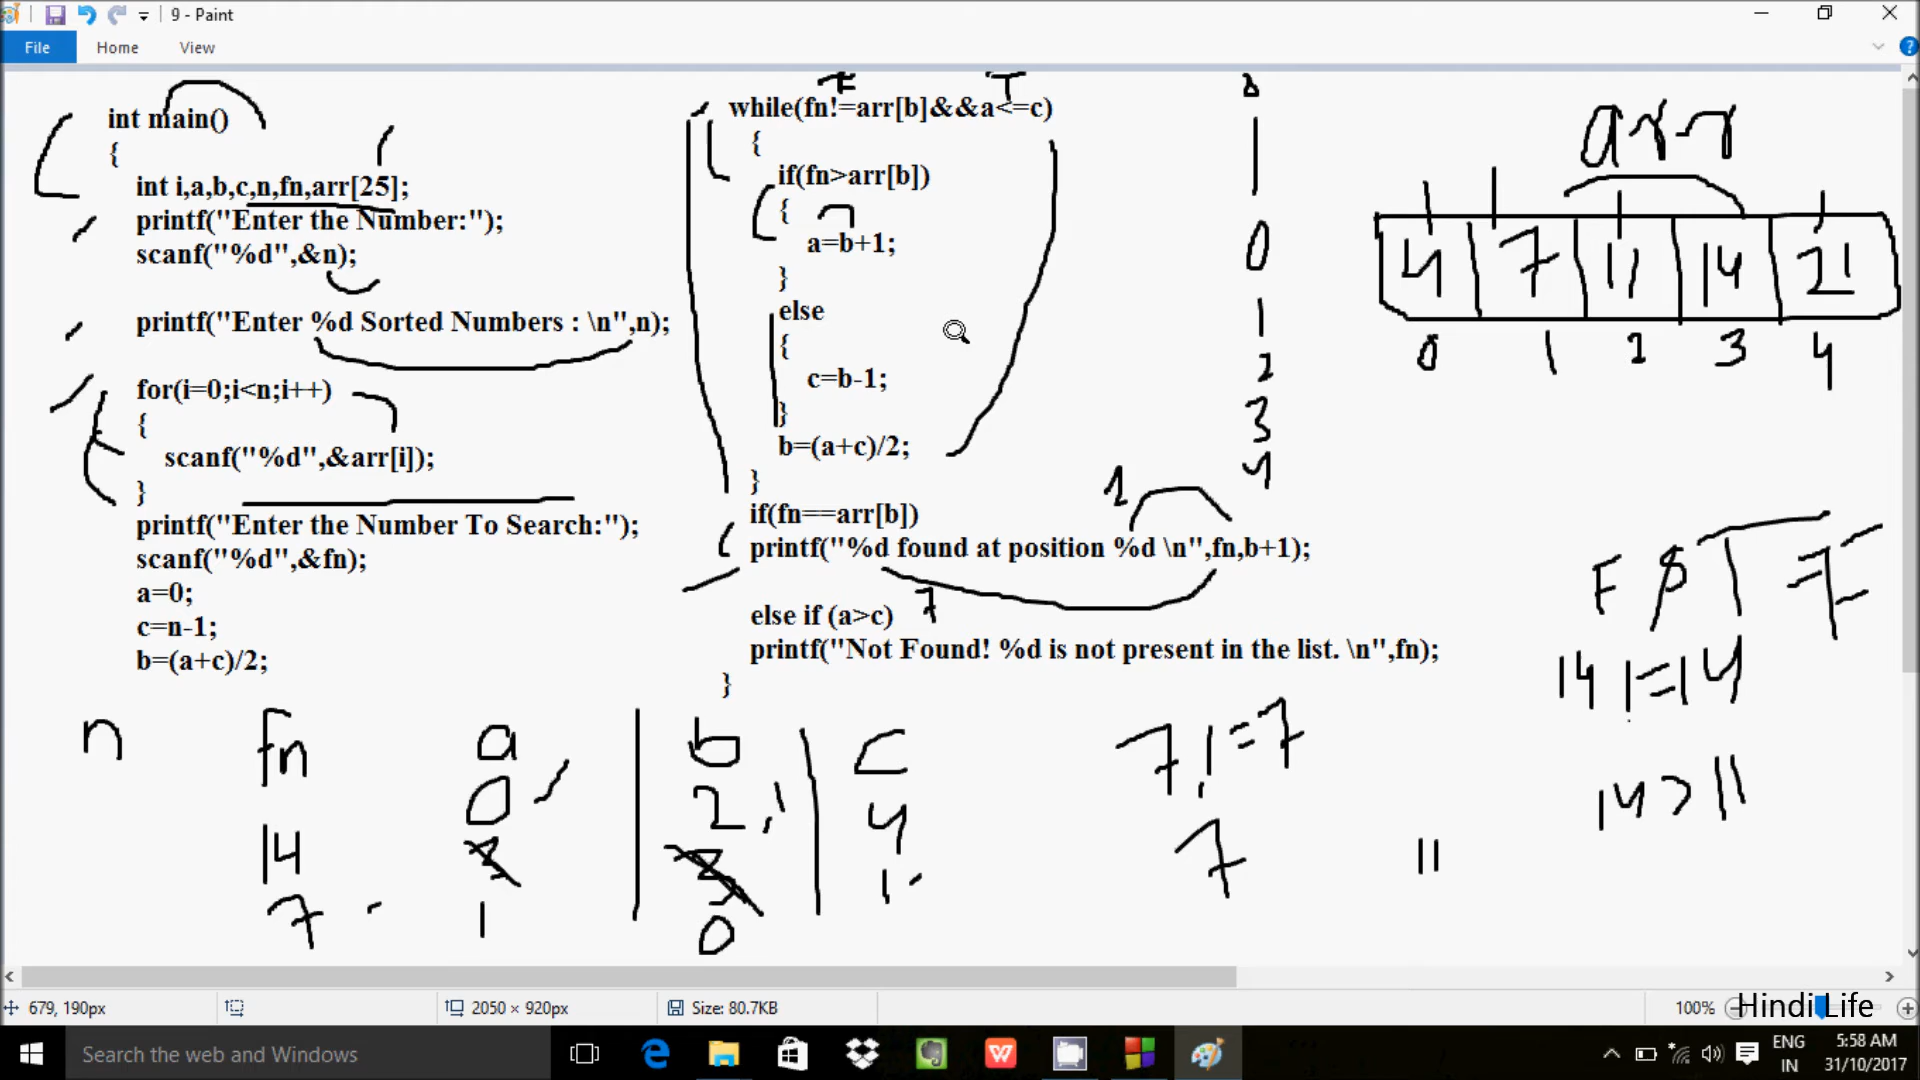 9 - Paint
File Home View
int main()
{
int i,a,b,c,n,fn,arr[25];
printf("Enter the Number:");
scanf("%d",&n);
printf("Enter %d Sorted Numbers : \n",n);
for(i=0;i<n;i++)
{
scanf("%d",&arr[i]);
}
printf("Enter the Number To Search:");
scanf("%d",&fn);
a=0;
c=n-1;
b=(a+c)/2;
while(fn!=arr[b]&&a<=c)
{
if(fn>arr[b])
{
a=b+1;
}
else
{
c=b-1;
}
b=(a+c)/2;
}
if(fn==arr[b])
printf("%d found at position %d \n",fn,b+1);
else if (a>c)
printf("Not Found! %d is not present in the list. \n",fn);
}
F T
2
7
0
1
2
3
4
arr
4 7 11 14 21
0 1 2 3 4
14 != 14
14 > 11
n fn a b c
0 2,1 4
14 1
7 1 0
7 != 7
7 11
679, 190px
2050 × 920px
Size: 80.7KB
100%
Hindi Life
Search the web and Windows
ENG
IN
5:58 AM
31/10/2017